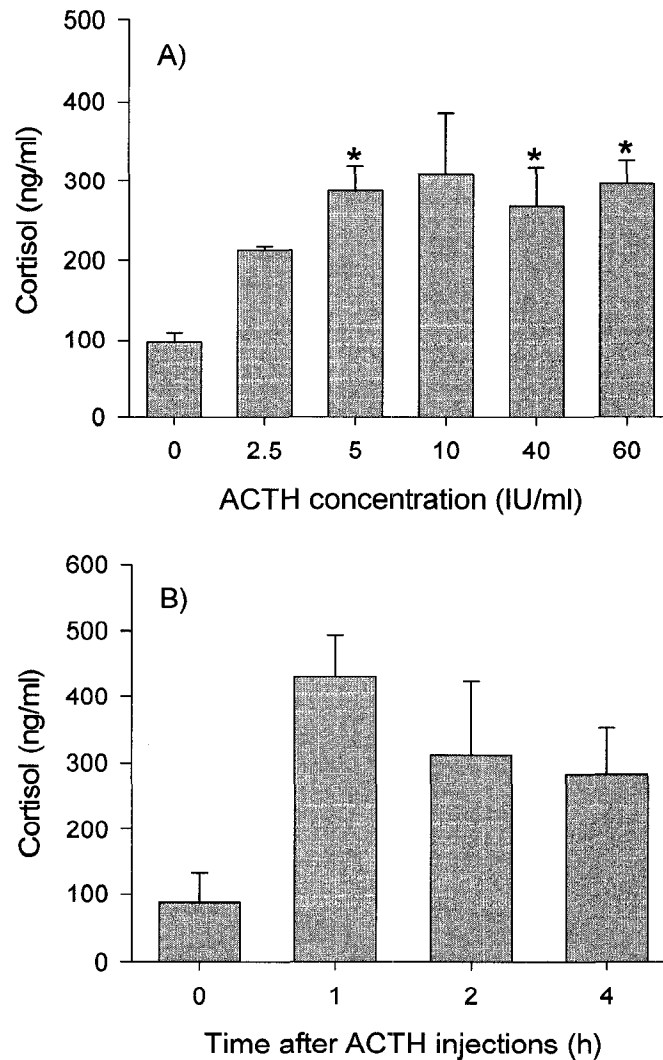 500
A)
400
300
200
100
0
Cortisol (ng/ml)
* * *
0 2.5 5 10 40 60
ACTH concentration (IU/ml)
600
B)
500
400
300
200
100
0
Cortisol (ng/ml)
0 1 2 4
Time after ACTH injections (h)